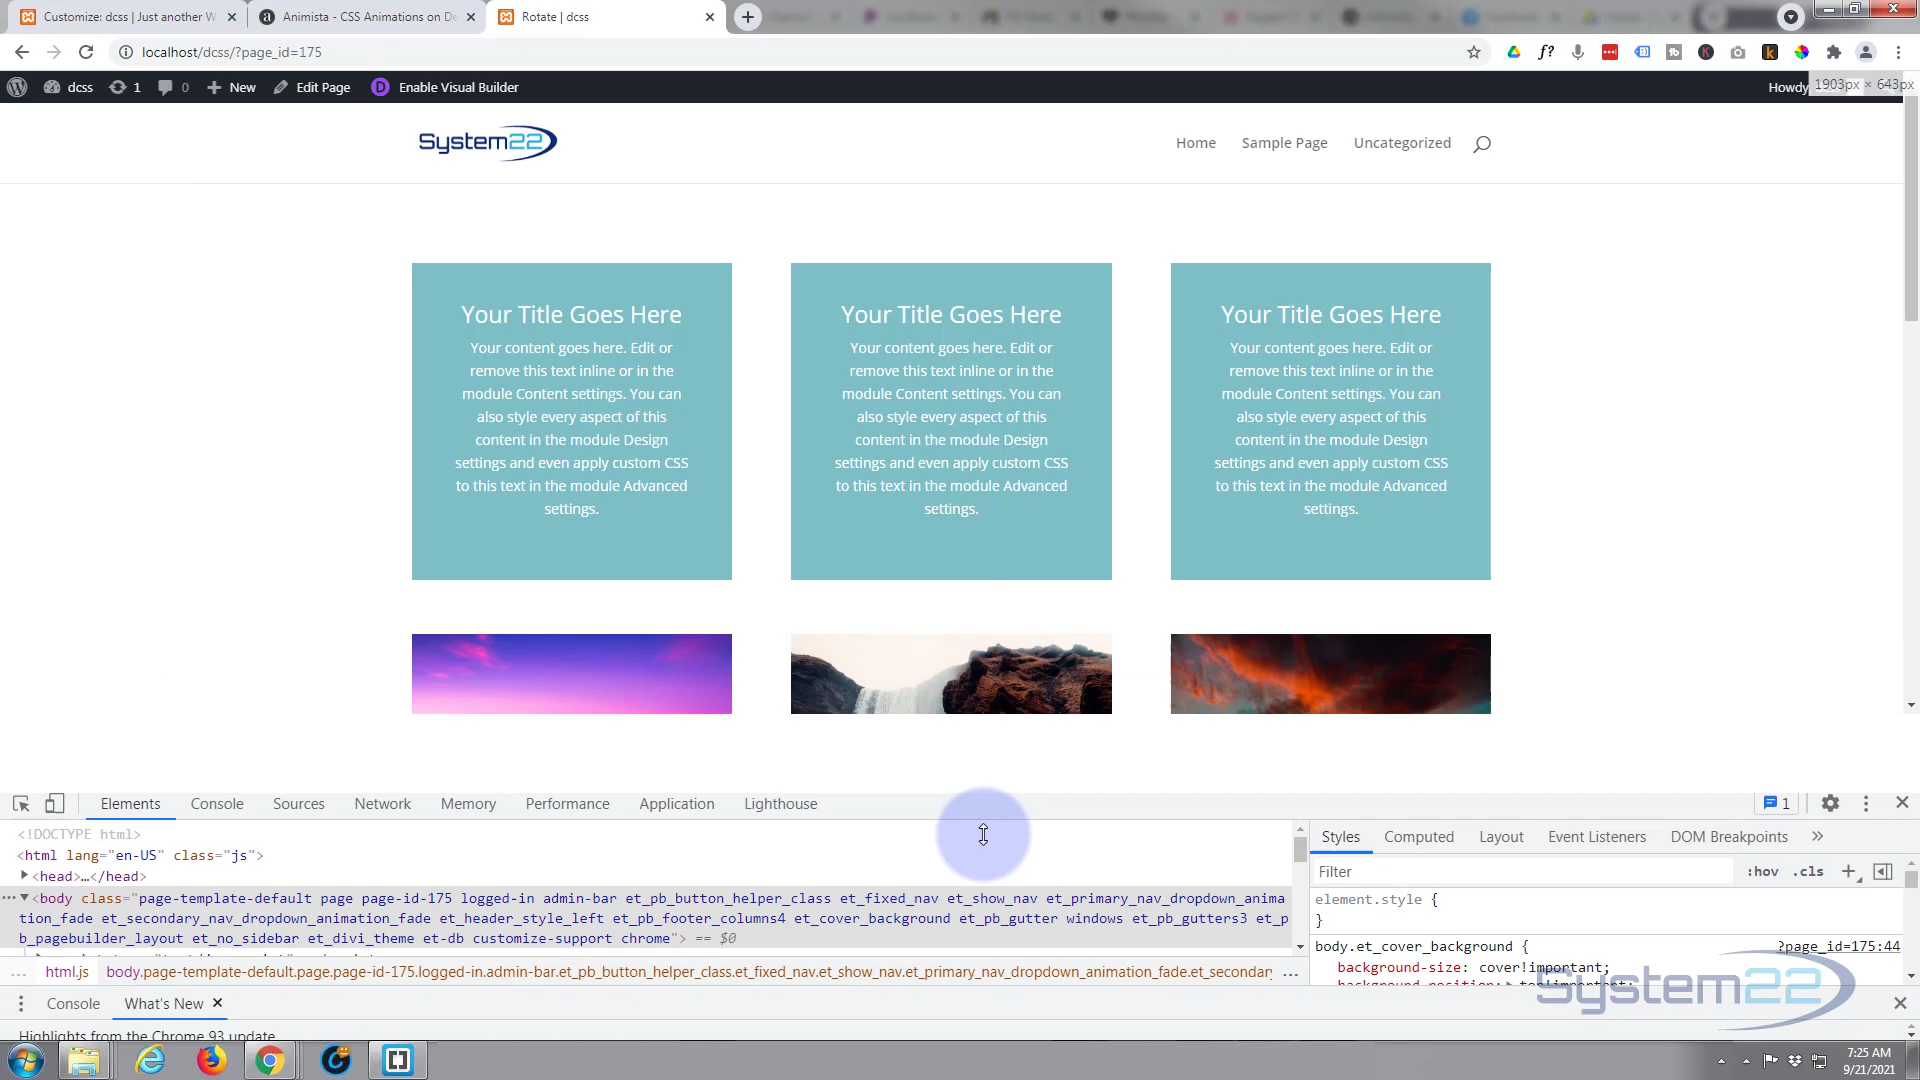 Customize: dcss | Just another W
Animista - CSS Animations on De
Rotate | dcss
localhost/dcss/?page_id=175
dcss 1 0 New Edit Page Enable Visual Builder
Howdy
1903px × 643px
System22
Home Sample Page Uncategorized
Your Title Goes Here
Your content goes here. Edit or
remove this text inline or in the
module Content settings. You can
also style every aspect of this
content in the module Design
settings and even apply custom CSS
to this text in the module Advanced
settings.
Your Title Goes Here
Your content goes here. Edit or
remove this text inline or in the
module Content settings. You can
also style every aspect of this
content in the module Design
settings and even apply custom CSS
to this text in the module Advanced
settings.
Your Title Goes Here
Your content goes here. Edit or
remove this text inline or in the
module Content settings. You can
also style every aspect of this
content in the module Design
settings and even apply custom CSS
to this text in the module Advanced
settings.
Elements Console Sources Network Memory Performance Application Lighthouse 1
<!DOCTYPE html>
<html lang="en-US" class="js">
<head>…</head>
<body class="page-template-default page page-id-175 logged-in admin-bar et_pb_button_helper_class et_fixed_nav et_show_nav et_primary_nav_dropdown_anima
tion_fade et_secondary_nav_dropdown_animation_fade et_header_style_left et_pb_footer_columns4 et_cover_background et_pb_gutter windows et_pb_gutters3 et_p
b_pagebuilder_layout et_no_sidebar et_divi_theme et-db customize-support chrome"> == $0
... html.js body.page-template-default.page.page-id-175.logged-in.admin-bar.et_pb_button_helper_class.et_fixed_nav.et_show_nav.et_primary_nav_dropdown_animation_fade.et_secondary ...
Styles Computed Layout Event Listeners DOM Breakpoints »
Filter :hov .cls
element.style {
}
body.et_cover_background { ?page_id=175:44
background-size: cover!important;
background-position: top!important;
System22
Console What's New
Highlights from the Chrome 93 update
7:25 AM
9/21/2021